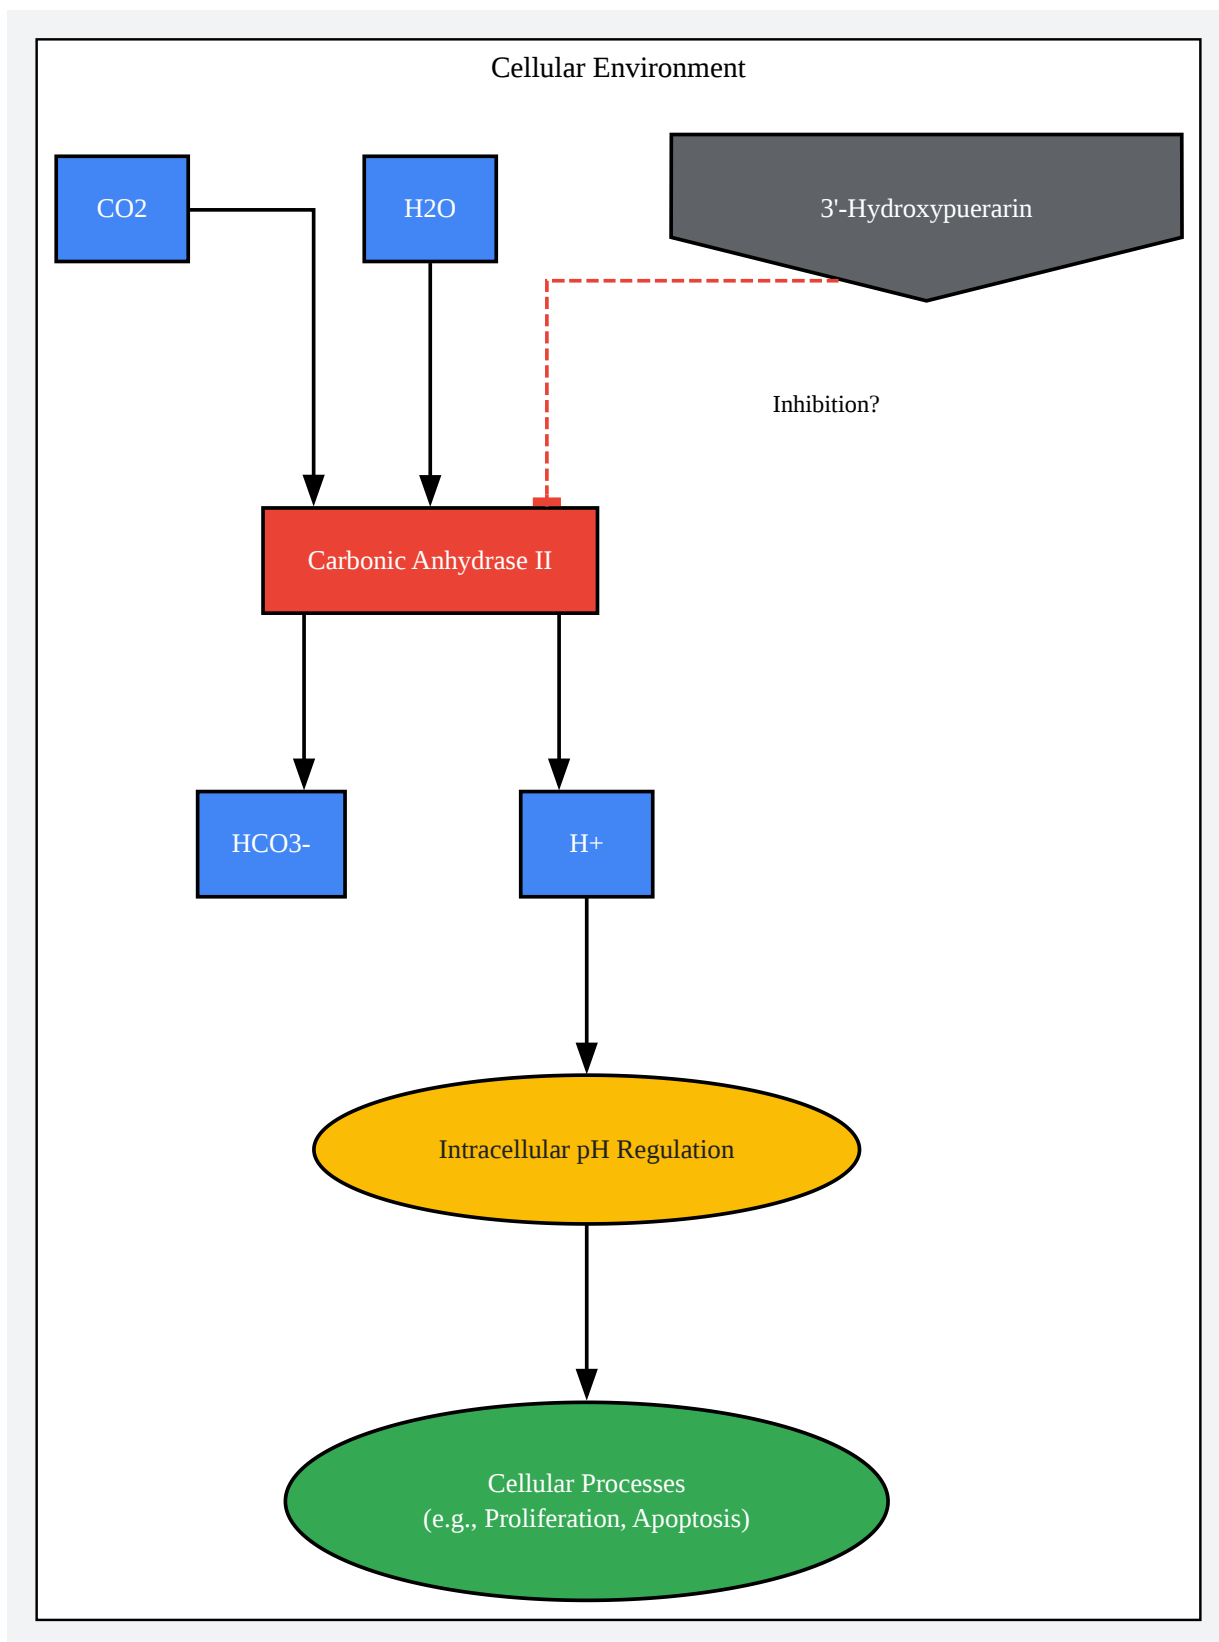 Cellular Environment
CO2
H2O
3'-Hydroxypuerarin
Inhibition?
Carbonic Anhydrase II
HCO3-
H+
Intracellular pH Regulation
Cellular Processes
(e.g., Proliferation, Apoptosis)